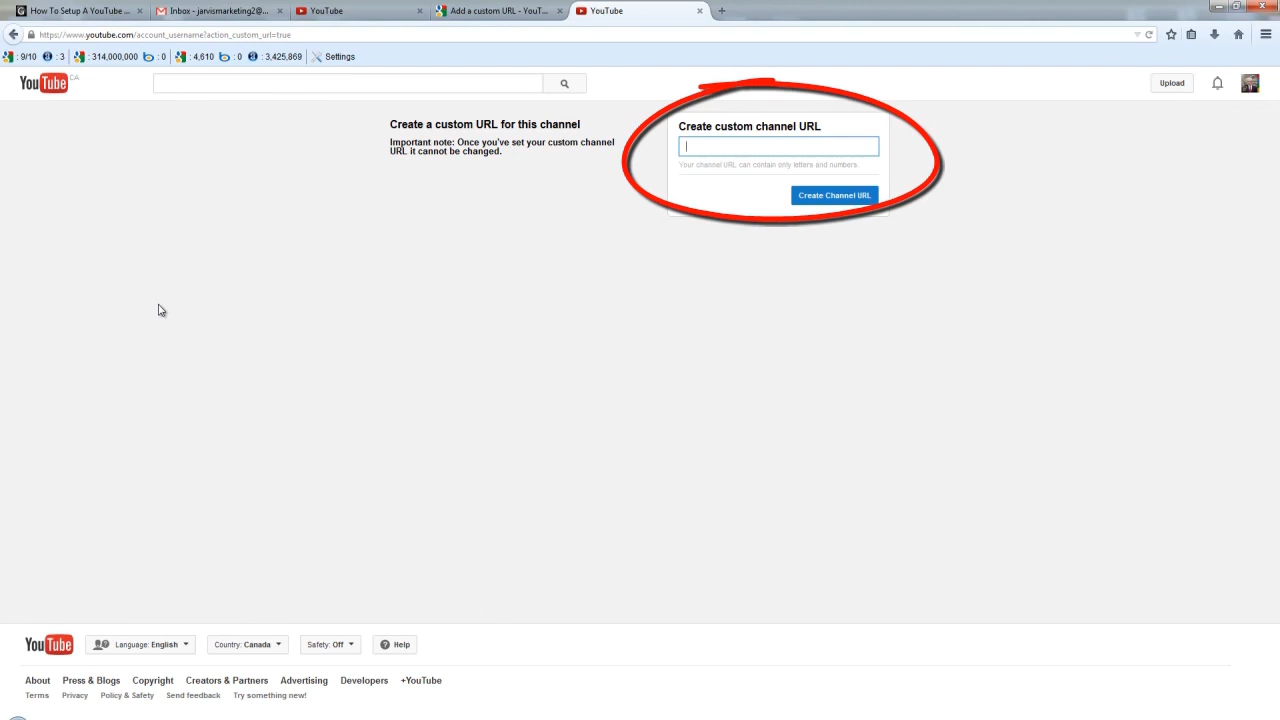 How To Setup A YouTube ...
Inbox - jarvismarketing2@...
YouTube
Add a custom URL - YouT...
YouTube
https://www.youtube.com/account_username?action_custom_url=true
: 9/10 : 3 : 314,000,000 : 0 : 4,610 : 0 : 3,425,869 Settings
YouTube CA
Upload
Create a custom URL for this channel
Important note: Once you've set your custom channel
URL it cannot be changed.
Create custom channel URL
Your channel URL can contain only letters and numbers.
Create Channel URL
YouTube Language: English Country: Canada Safety: Off Help
About Press & Blogs Copyright Creators & Partners Advertising Developers +YouTube
Terms Privacy Policy & Safety Send feedback Try something new!